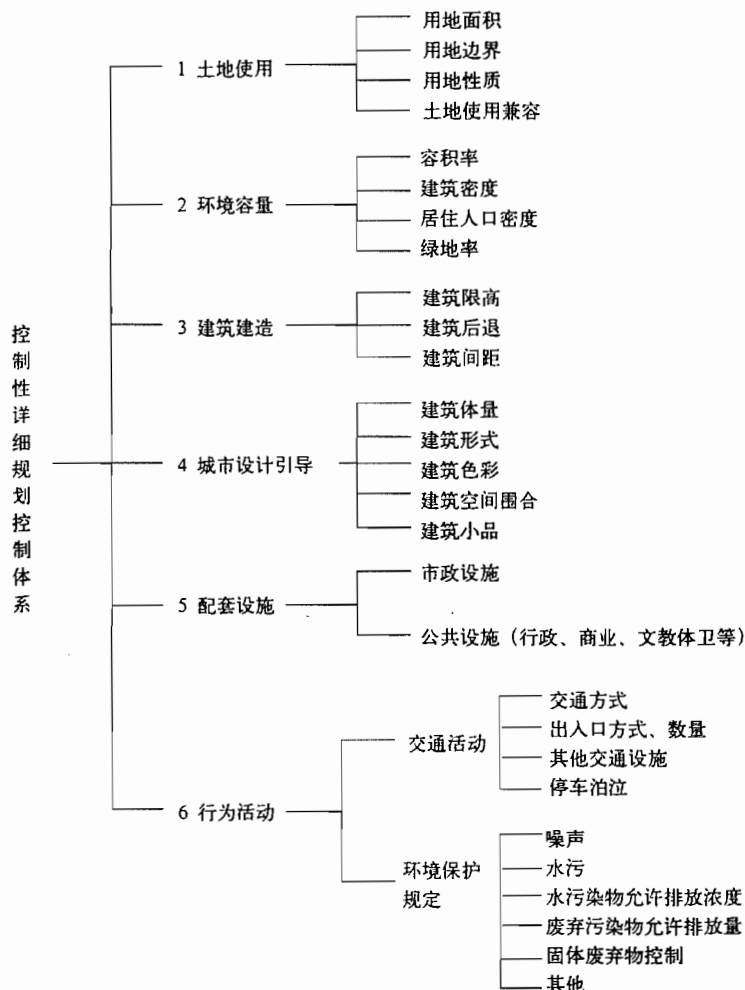 控制性详细规划控制体系
1 土地使用
用地面积
用地边界
用地性质
土地使用兼容
2 环境容量
容积率
建筑密度
居住人口密度
绿地率
3 建筑建造
建筑限高
建筑后退
建筑间距
4 城市设计引导
建筑体量
建筑形式
建筑色彩
建筑空间围合
建筑小品
5 配套设施
市政设施
公共设施（行政、商业、文教体卫等）
6 行为活动
交通活动
交通方式
出入口方式、数量
其他交通设施
停车泊泣
环境保护
规定
噪声
水污
水污染物允许排放浓度
废弃污染物允许排放量
固体废弃物控制
其他